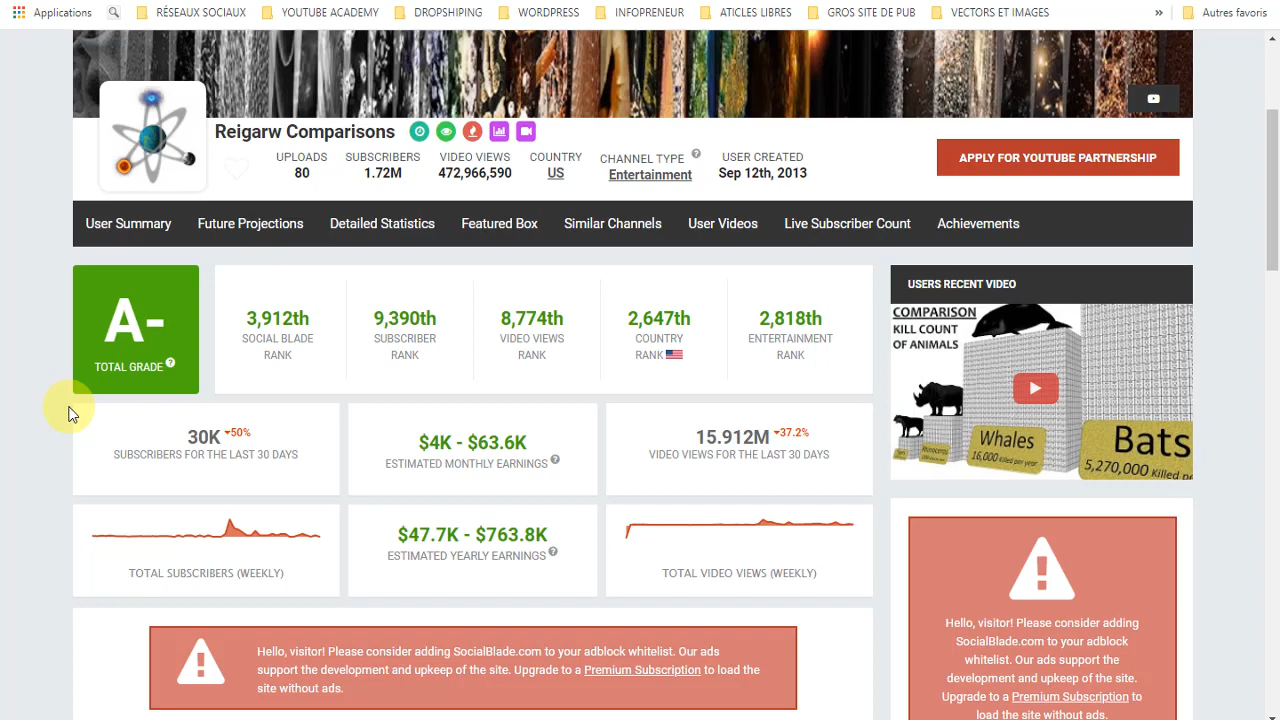 Applications
RÉSEAUX SOCIAUX
YOUTUBE ACADEMY
DROPSHIPING
WORDPRESS
INFOPRENEUR
ATICLES LIBRES
GROS SITE DE PUB
VECTORS ET IMAGES
»
Autres favoris
Reigarw Comparisons
UPLOADS
80
SUBSCRIBERS
1.72M
VIDEO VIEWS
472,966,590
COUNTRY
US
CHANNEL TYPE ?
Entertainment
USER CREATED
Sep 12th, 2013
APPLY FOR YOUTUBE PARTNERSHIP
User Summary
Future Projections
Detailed Statistics
Featured Box
Similar Channels
User Videos
Live Subscriber Count
Achievements
A-
TOTAL GRADE ?
3,912th
SOCIAL BLADE
RANK
9,390th
SUBSCRIBER
RANK
8,774th
VIDEO VIEWS
RANK
2,647th
COUNTRY
RANK
2,818th
ENTERTAINMENT
RANK
USERS RECENT VIDEO
COMPARISON
KILL COUNT
OF ANIMALS
Whales
16,000 Killed per year
Bats
5,270,000 Killed per
30K 50%
SUBSCRIBERS FOR THE LAST 30 DAYS
$4K - $63.6K
ESTIMATED MONTHLY EARNINGS ?
15.912M 37.2%
VIDEO VIEWS FOR THE LAST 30 DAYS
TOTAL SUBSCRIBERS (WEEKLY)
$47.7K - $763.8K
ESTIMATED YEARLY EARNINGS ?
TOTAL VIDEO VIEWS (WEEKLY)
Hello, visitor! Please consider adding SocialBlade.com to your adblock whitelist. Our ads
support the development and upkeep of the site. Upgrade to a Premium Subscription to load the
site without ads.
Hello, visitor! Please consider adding
SocialBlade.com to your adblock
whitelist. Our ads support the
development and upkeep of the site.
Upgrade to a Premium Subscription to
load the site without ads.